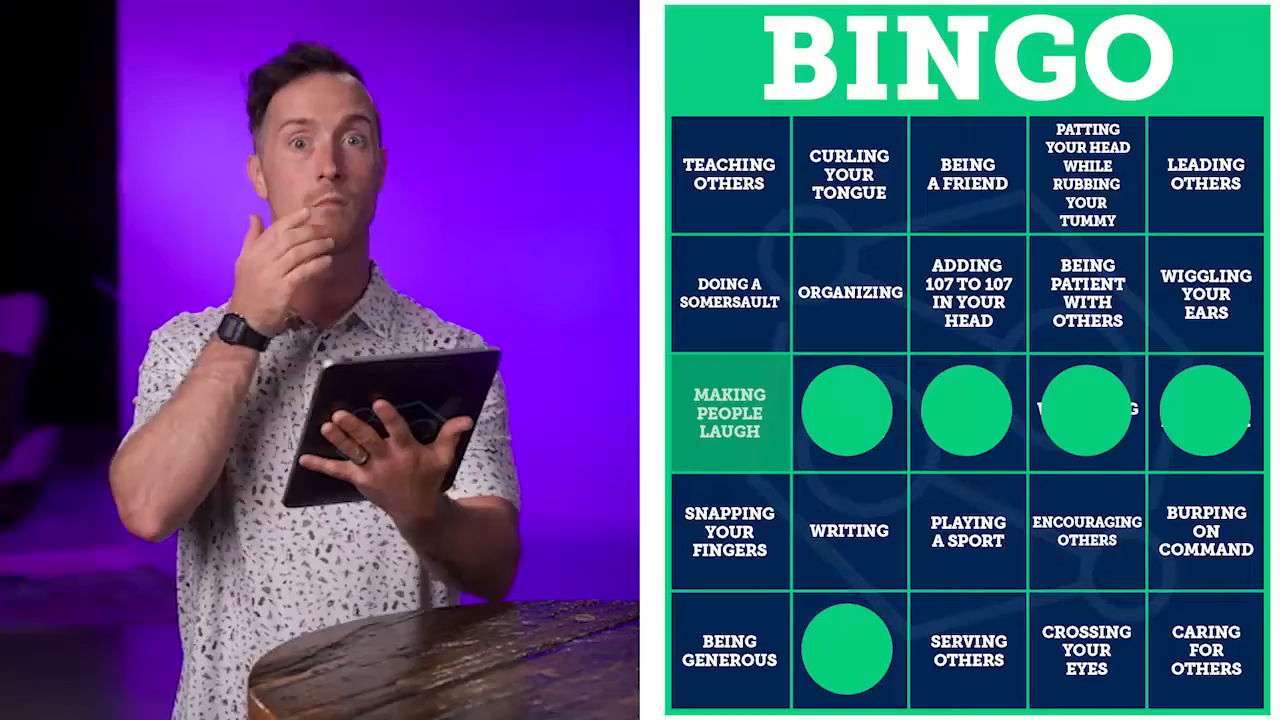 BINGO
TEACHING
OTHERS
CURLING
YOUR
TONGUE
BEING
A FRIEND
PATTING
YOUR HEAD
WHILE
RUBBING
YOUR
TUMMY
LEADING
OTHERS
DOING A
SOMERSAULT
ORGANIZING
ADDING
107 TO 107
IN YOUR
HEAD
BEING
PATIENT
WITH
OTHERS
WIGGLING
YOUR
EARS
MAKING
PEOPLE
LAUGH
SNAPPING
YOUR
FINGERS
WRITING
PLAYING
A SPORT
ENCOURAGING
OTHERS
BURPING
ON
COMMAND
BEING
GENEROUS
SERVING
OTHERS
CROSSING
YOUR
EYES
CARING
FOR
OTHERS